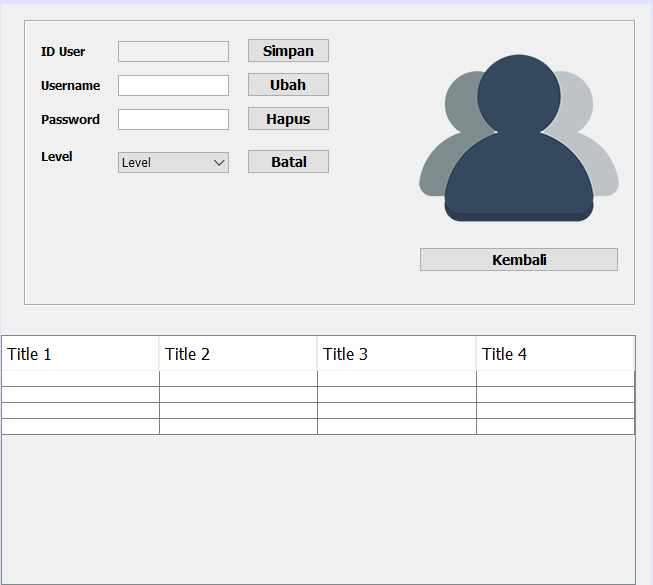 ID User Simpan
Username Ubah
Password Hapus
Level Level Batal
Kembali
Title 1 Title 2 Title 3 Title 4